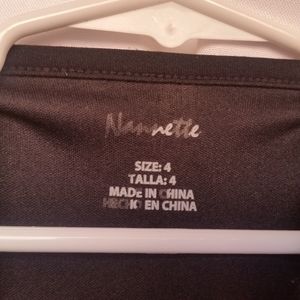 Nannette
SIZE: 4
TALLA: 4
MADE IN CHINA
HECHO EN CHINA